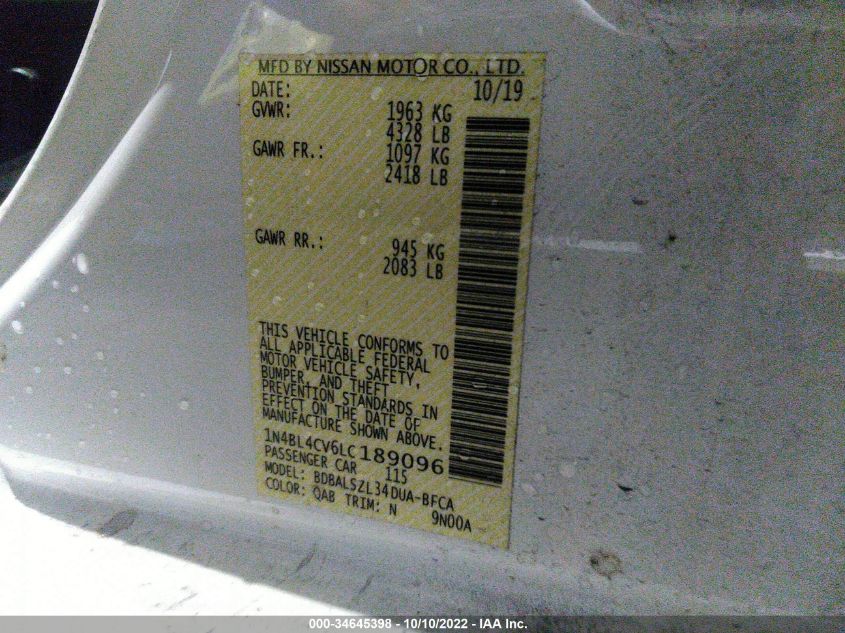 MFD BY NISSAN MOTOR CO., LTD.
DATE: 10/19
GVWR: 1963 KG
4328 LB
GAWR FR.: 1097 KG
2418 LB
GAWR RR.: 945 KG
2083 LB
THIS VEHICLE CONFORMS TO
ALL APPLICABLE FEDERAL
MOTOR VEHICLE SAFETY,
BUMPER, AND THEFT
PREVENTION STANDARDS IN
EFFECT ON THE DATE OF
MANUFACTURE SHOWN ABOVE.
1N4BL4CV6LC189096
PASSENGER CAR 115
MODEL: BDBALSZL34DUA-BFCA
COLOR: QAB TRIM: N 9N00A
000-34645398 - 10/10/2022 - IAA Inc.